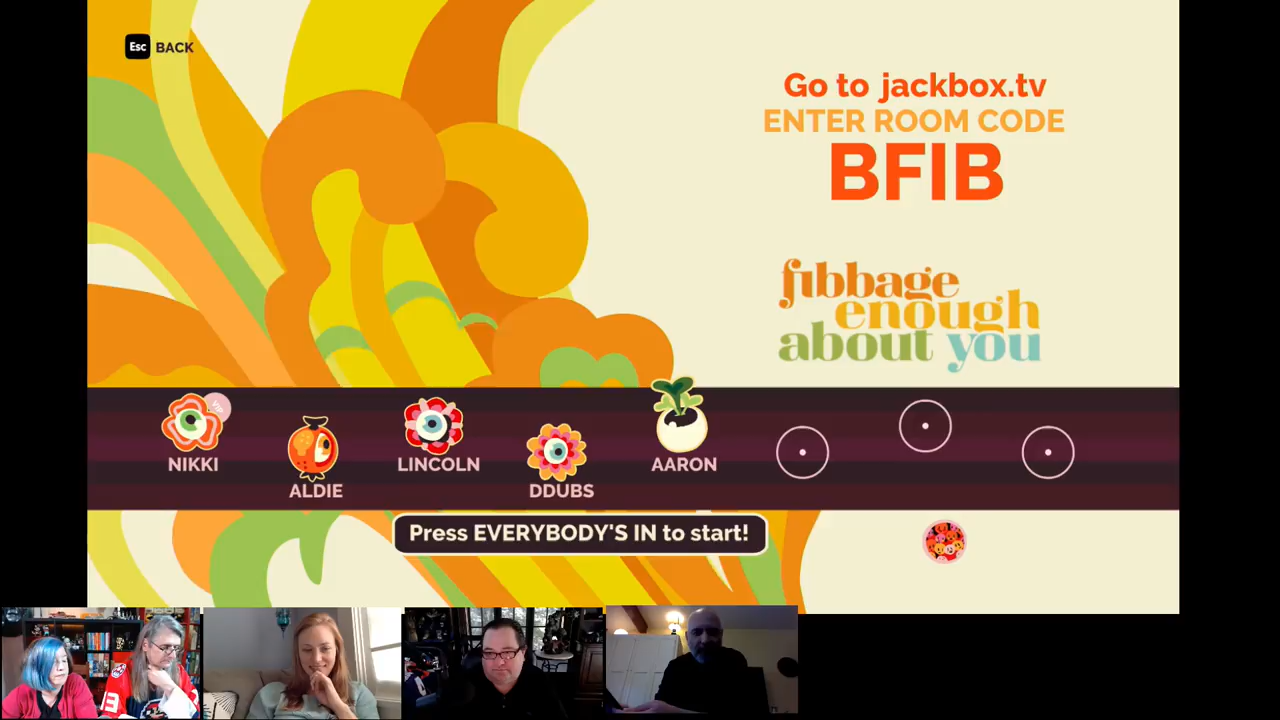 Esc BACK
Go to jackbox.tv
ENTER ROOM CODE
BFIB
fibbage
enough
about you
VIP
NIKKI
ALDIE
LINCOLN
DDUBS
AARON
Press EVERYBODY'S IN to start!